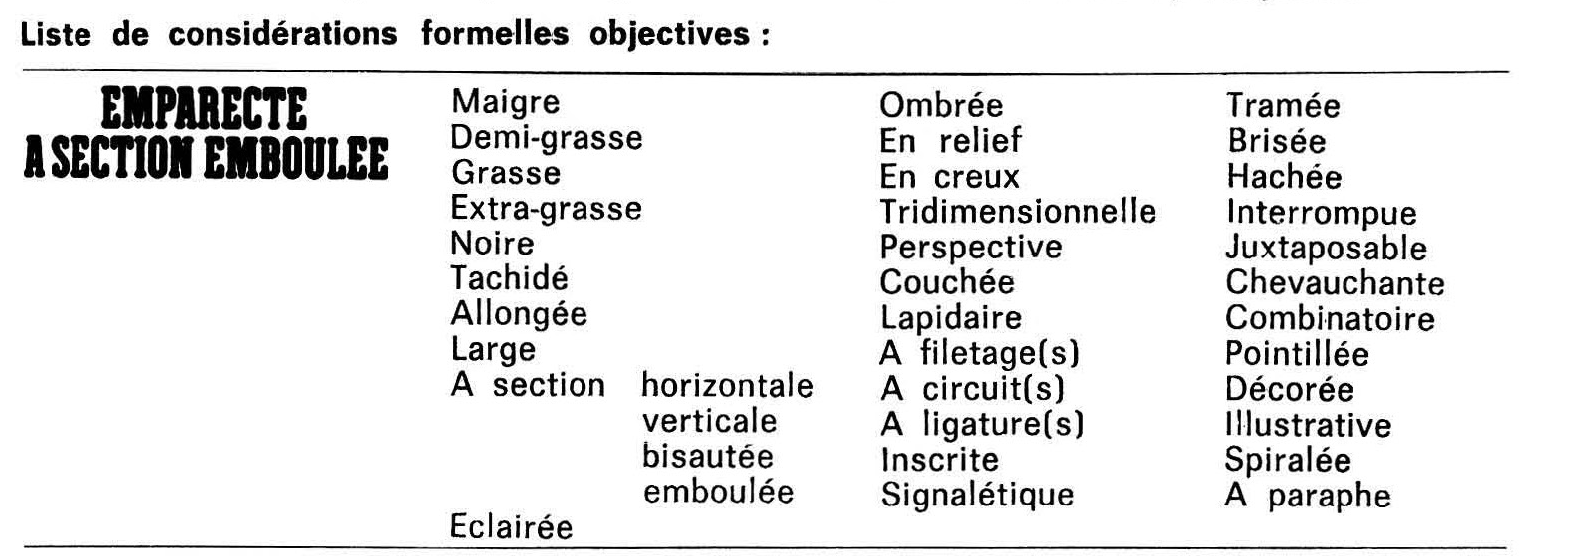 Liste de considérations formelles objectives :
EMPARECTE
A SECTION EMBOULEE
Maigre
Demi-grasse
Grasse
Extra-grasse
Noire
Tachidé
Allongée
Large
A section horizontale
verticale
bisautée
emboulée
Eclairée
Ombrée
En relief
En creux
Tridimensionnelle
Perspective
Couchée
Lapidaire
A filetage(s)
A circuit(s)
A ligature(s)
Inscrite
Signalétique
Tramée
Brisée
Hachée
Interrompue
Juxtaposable
Chevauchante
Combinatoire
Pointillée
Décorée
Illustrative
Spiralée
A paraphe